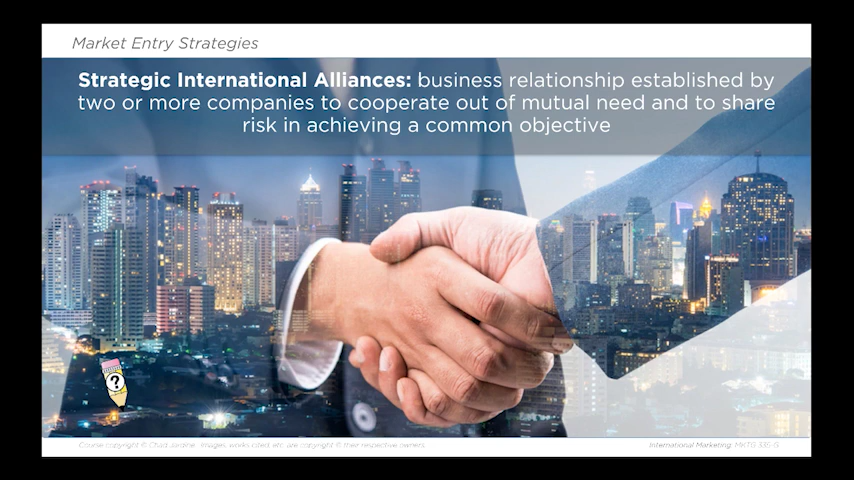 Market Entry Strategies
Strategic International Alliances: business relationship established by
two or more companies to cooperate out of mutual need and to share
risk in achieving a common objective
?
Course copyright © Chad Jardine. Images, works cited, etc. are copyright © their respective owners.
International Marketing: MKTG 335-G